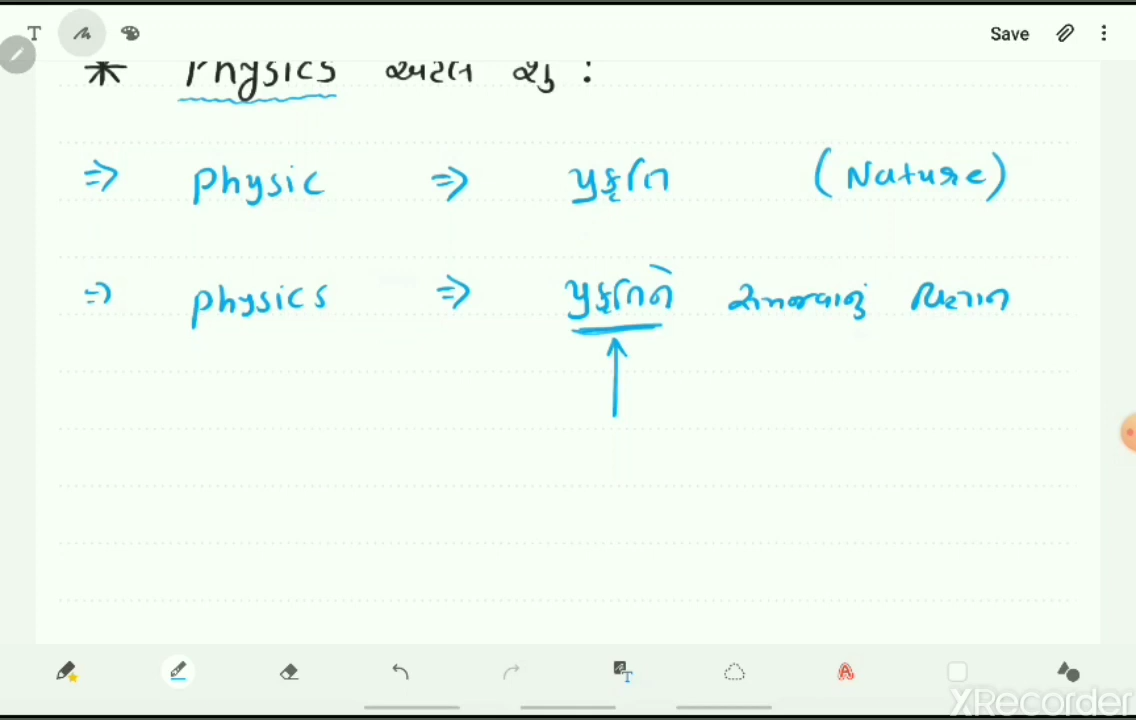 T Save
* Physics એટલે શું :
⇒ physic ⇒ પ્રકૃતિ (Nature)
⇒ physics ⇒ પ્રકૃતિને સમજવાનું વિજ્ઞાન
XRecorder